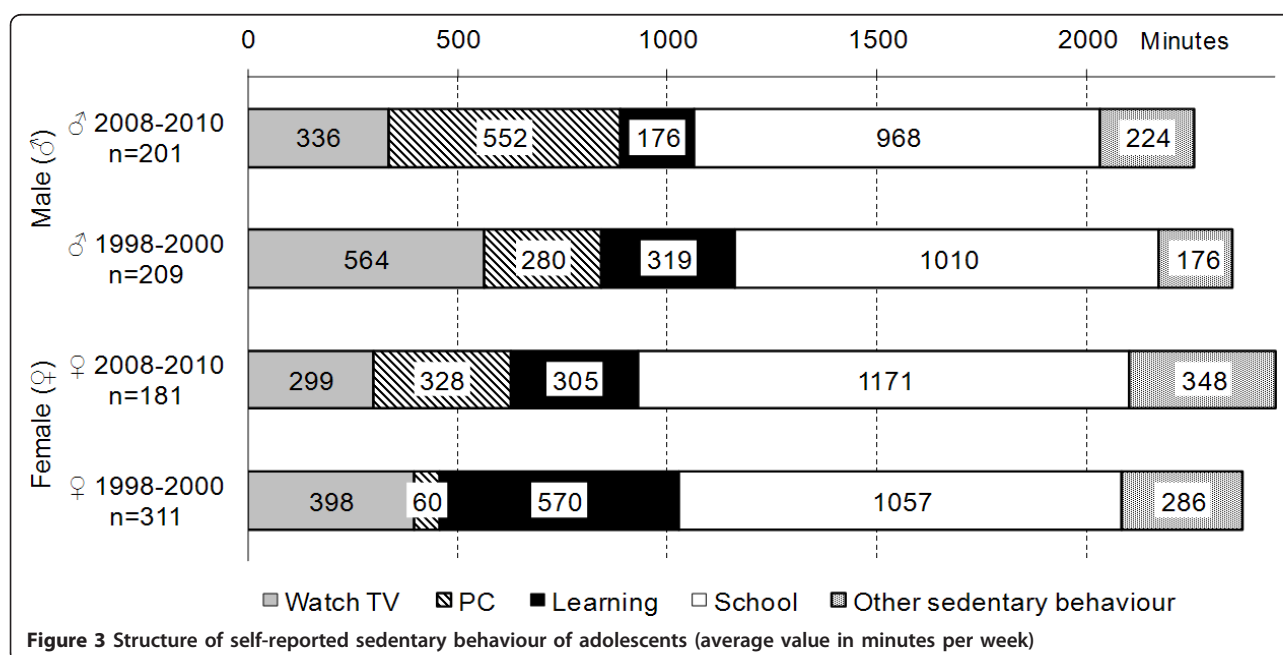 0 500 1000 1500 2000 Minutes
Male (♂)
♂ 2008-2010
n=201
336 552 176 968 224
♂ 1998-2000
n=209
564 280 319 1010 176
Female (♀)
♀ 2008-2010
n=181
299 328 305 1171 348
♀ 1998-2000
n=311
398 60 570 1057 286
Watch TV PC Learning School Other sedentary behaviour
Figure 3 Structure of self-reported sedentary behaviour of adolescents (average value in minutes per week)